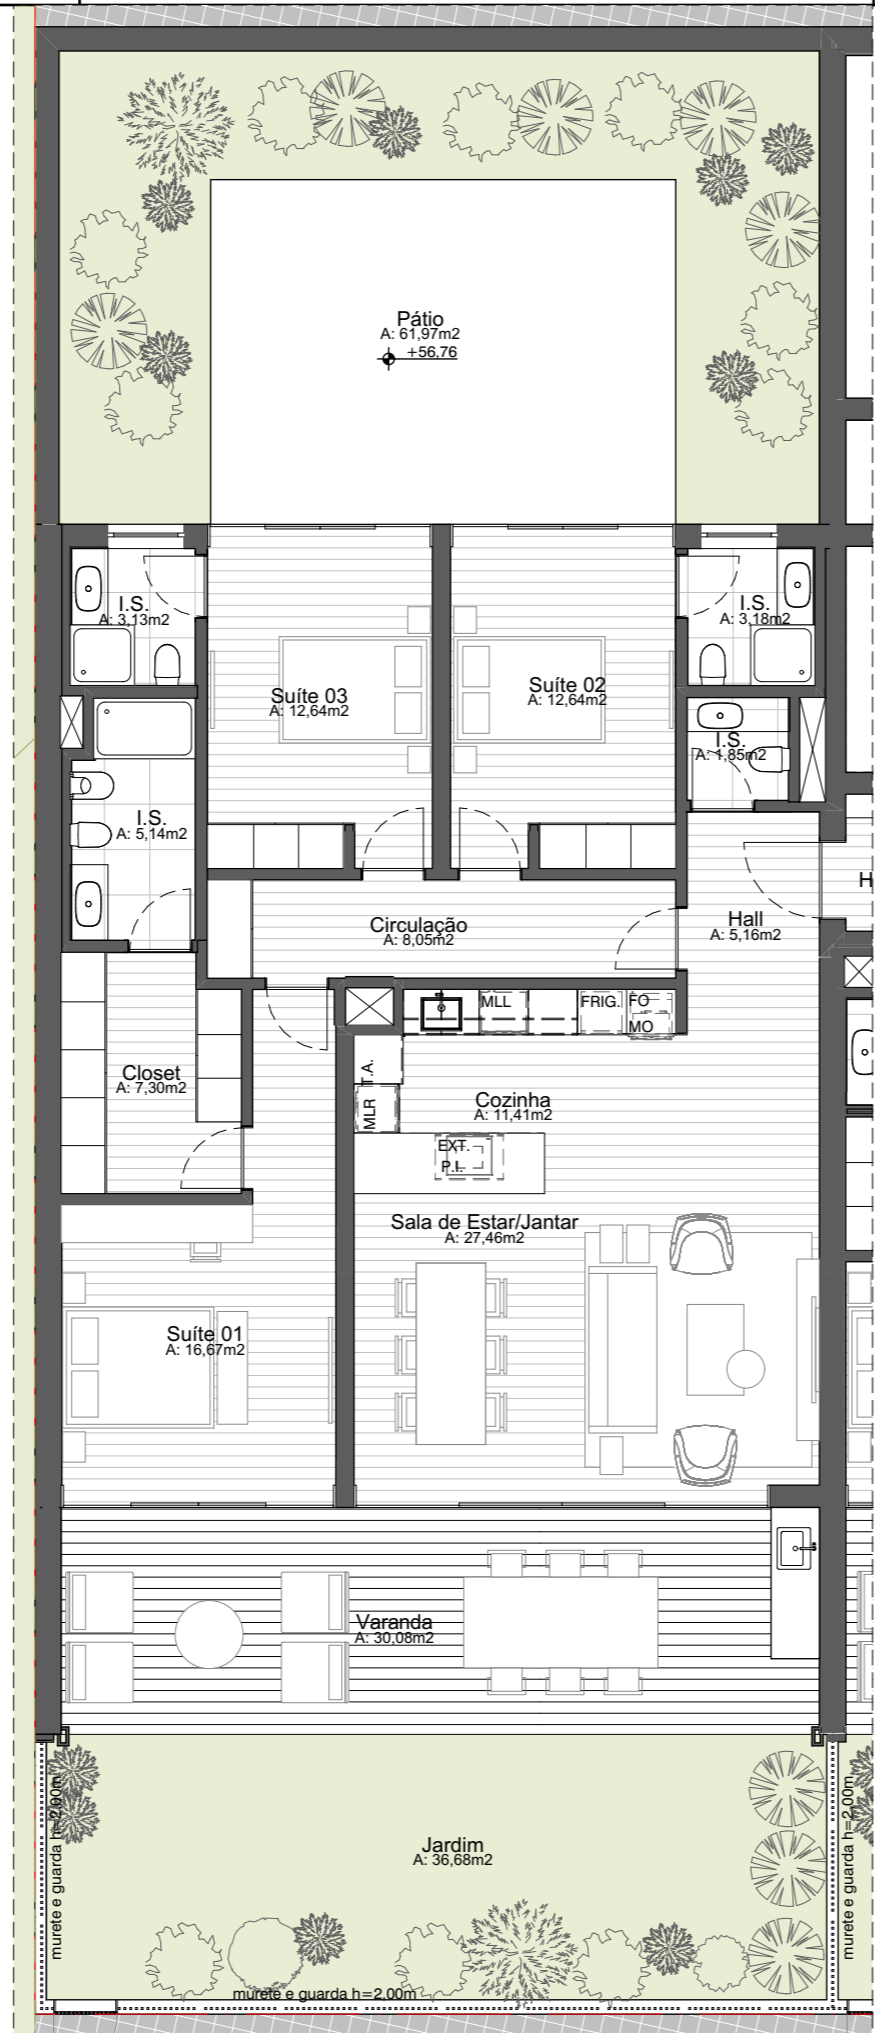 Pátio
A: 61,97m2
+56,76
I.S.
A: 3,13m2
I.S.
A: 3,18m2
Suíte 03
A: 12,64m2
Suíte 02
A: 12,64m2
I.S.
A: 1,85m2
I.S.
A: 5,14m2
H
Circulação
A: 8,05m2
Hall
A: 5,16m2
MLL
FRIG.
FO
MO
T.A.
MLR
Closet
A: 7,30m2
Cozinha
A: 11,41m2
EXT.
P.I.
Sala de Estar/Jantar
A: 27,46m2
Suíte 01
A: 16,67m2
Varanda
A: 30,08m2
murete e guarda h=2,00m
murete e guarda h=2,00m
Jardim
A: 36,68m2
murete e guarda h=2,00m